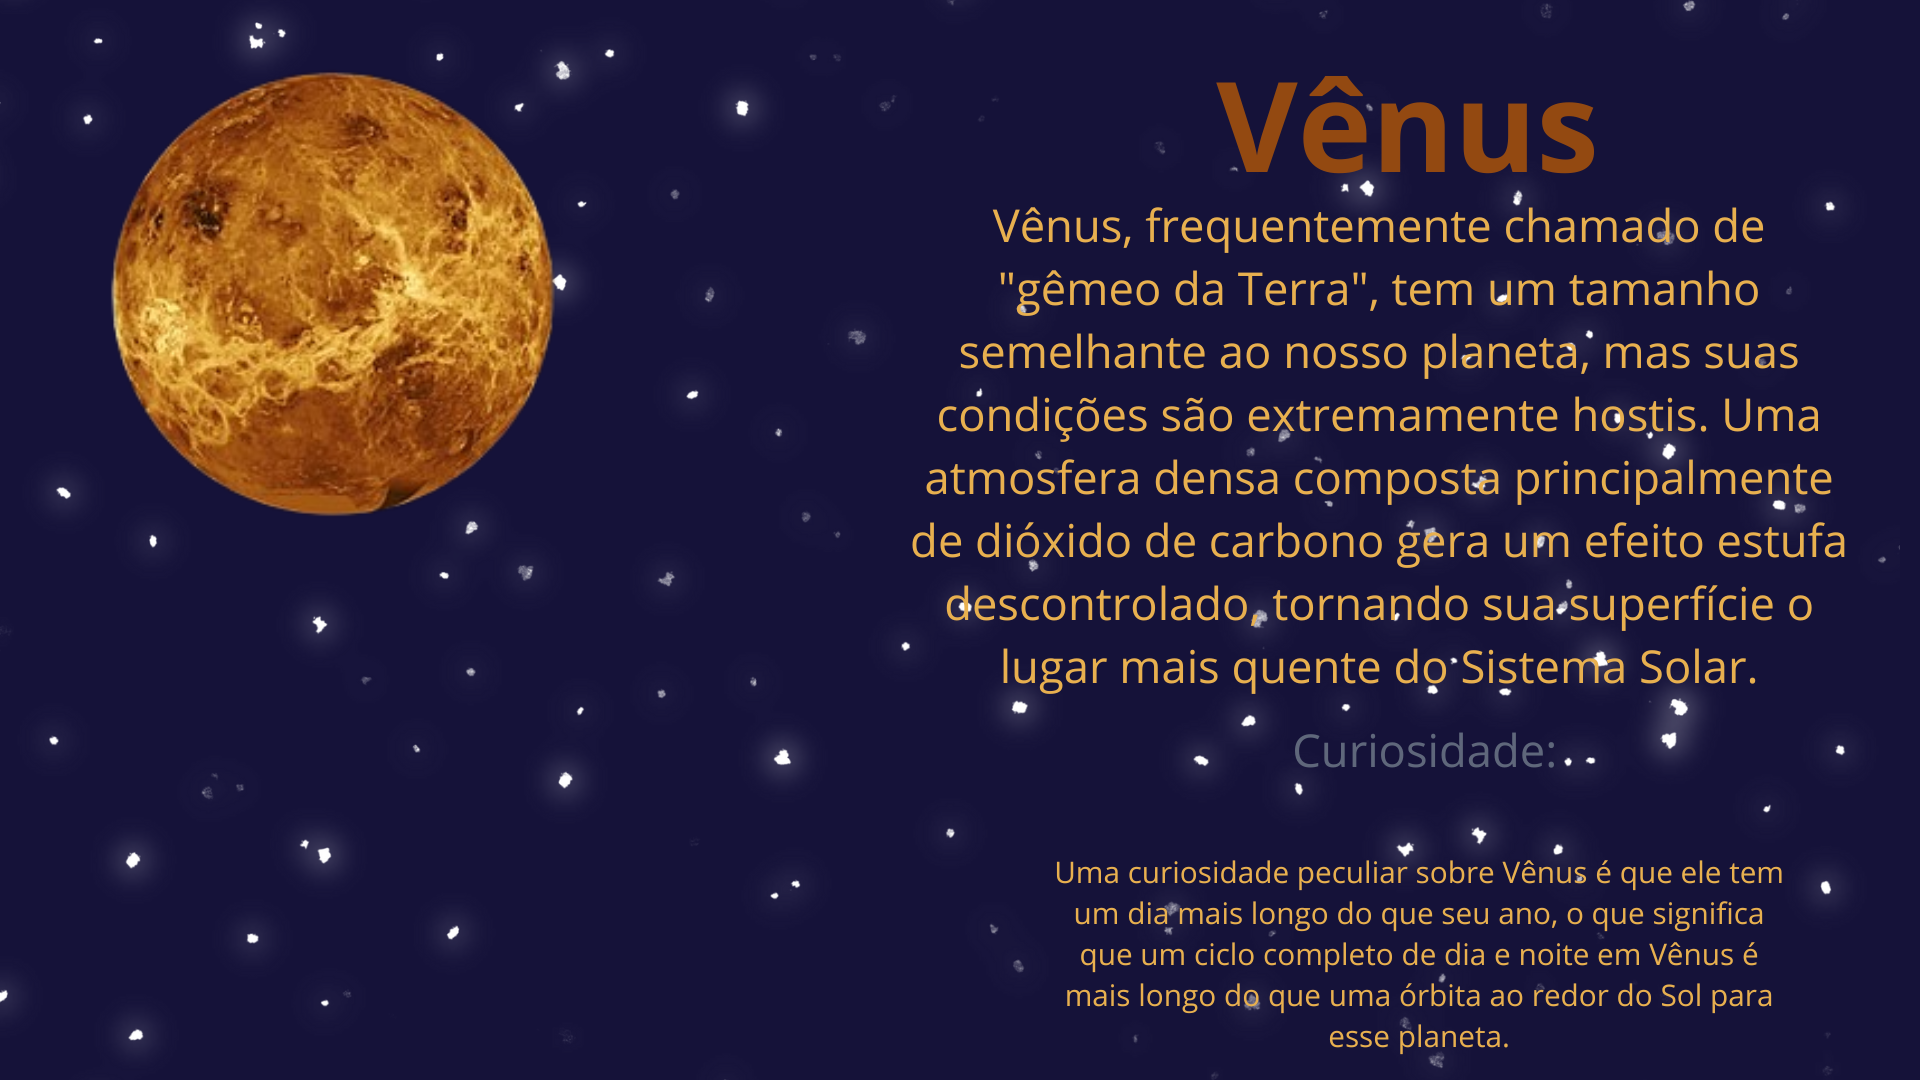 Vênus
Vênus, frequentemente chamado de
"gêmeo da Terra", tem um tamanho
semelhante ao nosso planeta, mas suas
condições são extremamente hostis. Uma
atmosfera densa composta principalmente
de dióxido de carbono gera um efeito estufa
descontrolado, tornando sua superfície o
lugar mais quente do Sistema Solar.
Curiosidade:
Uma curiosidade peculiar sobre Vênus é que ele tem
um dia mais longo do que seu ano, o que significa
que um ciclo completo de dia e noite em Vênus é
mais longo do que uma órbita ao redor do Sol para
esse planeta.